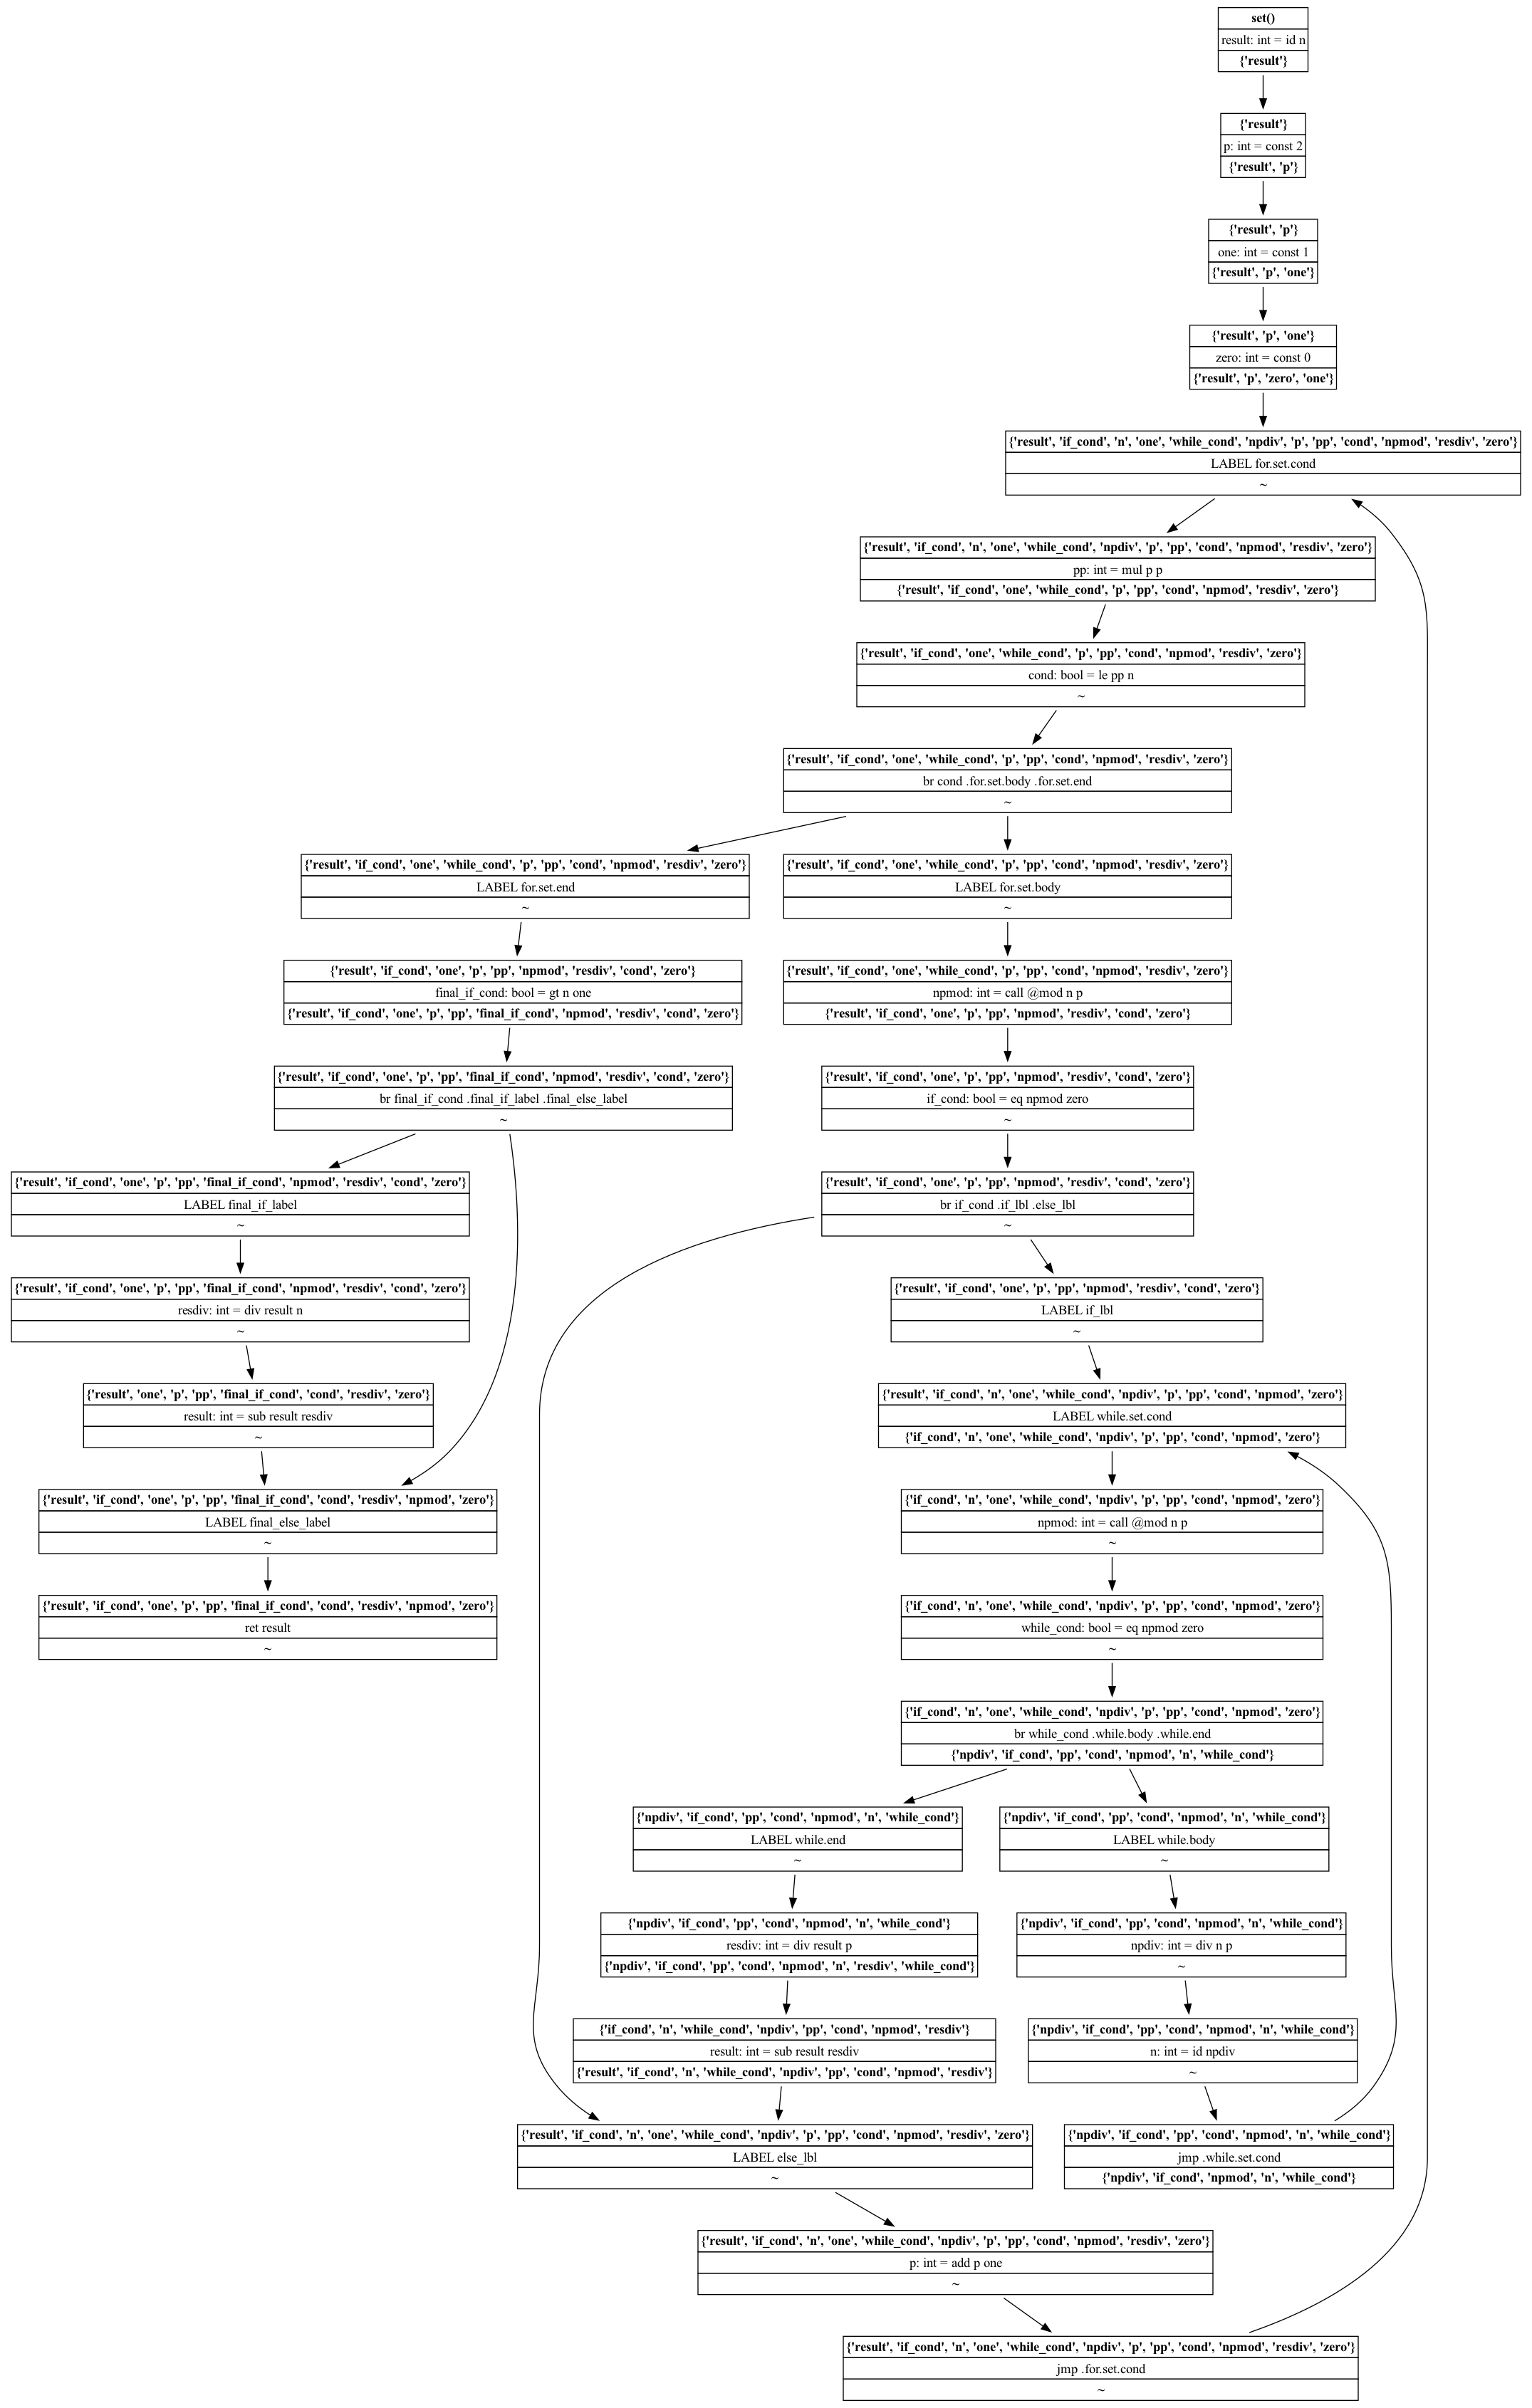 set()
result: int = id n
{'result'}
{'result'}
p: int = const 2
{'result', 'p'}
{'result', 'p'}
one: int = const 1
{'result', 'p', 'one'}
{'result', 'p', 'one'}
zero: int = const 0
{'result', 'p', 'zero', 'one'}
{'result', 'if_cond', 'n', 'one', 'while_cond', 'npdiv', 'p', 'pp', 'cond', 'npmod', 'resdiv', 'zero'}
LABEL for.set.cond
~
{'result', 'if_cond', 'n', 'one', 'while_cond', 'npdiv', 'p', 'pp', 'cond', 'npmod', 'resdiv', 'zero'}
pp: int = mul p p
{'result', 'if_cond', 'one', 'while_cond', 'p', 'pp', 'cond', 'npmod', 'resdiv', 'zero'}
{'result', 'if_cond', 'one', 'while_cond', 'p', 'pp', 'cond', 'npmod', 'resdiv', 'zero'}
cond: bool = le pp n
~
{'result', 'if_cond', 'one', 'while_cond', 'p', 'pp', 'cond', 'npmod', 'resdiv', 'zero'}
br cond .for.set.body .for.set.end
~
{'result', 'if_cond', 'one', 'while_cond', 'p', 'pp', 'cond', 'npmod', 'resdiv', 'zero'}
LABEL for.set.end
~
{'result', 'if_cond', 'one', 'while_cond', 'p', 'pp', 'cond', 'npmod', 'resdiv', 'zero'}
LABEL for.set.body
~
{'result', 'if_cond', 'one', 'p', 'pp', 'npmod', 'resdiv', 'cond', 'zero'}
final_if_cond: bool = gt n one
{'result', 'if_cond', 'one', 'p', 'pp', 'final_if_cond', 'npmod', 'resdiv', 'cond', 'zero'}
{'result', 'if_cond', 'one', 'while_cond', 'p', 'pp', 'cond', 'npmod', 'resdiv', 'zero'}
npmod: int = call @mod n p
{'result', 'if_cond', 'one', 'p', 'pp', 'npmod', 'resdiv', 'cond', 'zero'}
{'result', 'if_cond', 'one', 'p', 'pp', 'final_if_cond', 'npmod', 'resdiv', 'cond', 'zero'}
br final_if_cond .final_if_label .final_else_label
~
{'result', 'if_cond', 'one', 'p', 'pp', 'npmod', 'resdiv', 'cond', 'zero'}
if_cond: bool = eq npmod zero
~
{'result', 'if_cond', 'one', 'p', 'pp', 'final_if_cond', 'npmod', 'resdiv', 'cond', 'zero'}
LABEL final_if_label
~
{'result', 'if_cond', 'one', 'p', 'pp', 'npmod', 'resdiv', 'cond', 'zero'}
br if_cond .if_lbl .else_lbl
~
{'result', 'if_cond', 'one', 'p', 'pp', 'final_if_cond', 'npmod', 'resdiv', 'cond', 'zero'}
resdiv: int = div result n
~
{'result', 'if_cond', 'one', 'p', 'pp', 'npmod', 'resdiv', 'cond', 'zero'}
LABEL if_lbl
~
{'result', 'one', 'p', 'pp', 'final_if_cond', 'cond', 'resdiv', 'zero'}
result: int = sub result resdiv
~
{'result', 'if_cond', 'n', 'one', 'while_cond', 'npdiv', 'p', 'pp', 'cond', 'npmod', 'zero'}
LABEL while.set.cond
{'if_cond', 'n', 'one', 'while_cond', 'npdiv', 'p', 'pp', 'cond', 'npmod', 'zero'}
{'result', 'if_cond', 'one', 'p', 'pp', 'final_if_cond', 'cond', 'resdiv', 'npmod', 'zero'}
LABEL final_else_label
~
{'if_cond', 'n', 'one', 'while_cond', 'npdiv', 'p', 'pp', 'cond', 'npmod', 'zero'}
npmod: int = call @mod n p
~
{'result', 'if_cond', 'one', 'p', 'pp', 'final_if_cond', 'cond', 'resdiv', 'npmod', 'zero'}
ret result
~
{'if_cond', 'n', 'one', 'while_cond', 'npdiv', 'p', 'pp', 'cond', 'npmod', 'zero'}
while_cond: bool = eq npmod zero
~
{'if_cond', 'n', 'one', 'while_cond', 'npdiv', 'p', 'pp', 'cond', 'npmod', 'zero'}
br while_cond .while.body .while.end
{'npdiv', 'if_cond', 'pp', 'cond', 'npmod', 'n', 'while_cond'}
{'npdiv', 'if_cond', 'pp', 'cond', 'npmod', 'n', 'while_cond'}
LABEL while.end
~
{'npdiv', 'if_cond', 'pp', 'cond', 'npmod', 'n', 'while_cond'}
LABEL while.body
~
{'npdiv', 'if_cond', 'pp', 'cond', 'npmod', 'n', 'while_cond'}
resdiv: int = div result p
{'npdiv', 'if_cond', 'pp', 'cond', 'npmod', 'n', 'resdiv', 'while_cond'}
{'npdiv', 'if_cond', 'pp', 'cond', 'npmod', 'n', 'while_cond'}
npdiv: int = div n p
~
{'if_cond', 'n', 'while_cond', 'npdiv', 'pp', 'cond', 'npmod', 'resdiv'}
result: int = sub result resdiv
{'result', 'if_cond', 'n', 'while_cond', 'npdiv', 'pp', 'cond', 'npmod', 'resdiv'}
{'npdiv', 'if_cond', 'pp', 'cond', 'npmod', 'n', 'while_cond'}
n: int = id npdiv
~
{'result', 'if_cond', 'n', 'one', 'while_cond', 'npdiv', 'p', 'pp', 'cond', 'npmod', 'resdiv', 'zero'}
LABEL else_lbl
~
{'npdiv', 'if_cond', 'pp', 'cond', 'npmod', 'n', 'while_cond'}
jmp .while.set.cond
{'npdiv', 'if_cond', 'npmod', 'n', 'while_cond'}
{'result', 'if_cond', 'n', 'one', 'while_cond', 'npdiv', 'p', 'pp', 'cond', 'npmod', 'resdiv', 'zero'}
p: int = add p one
~
{'result', 'if_cond', 'n', 'one', 'while_cond', 'npdiv', 'p', 'pp', 'cond', 'npmod', 'resdiv', 'zero'}
jmp .for.set.cond
~